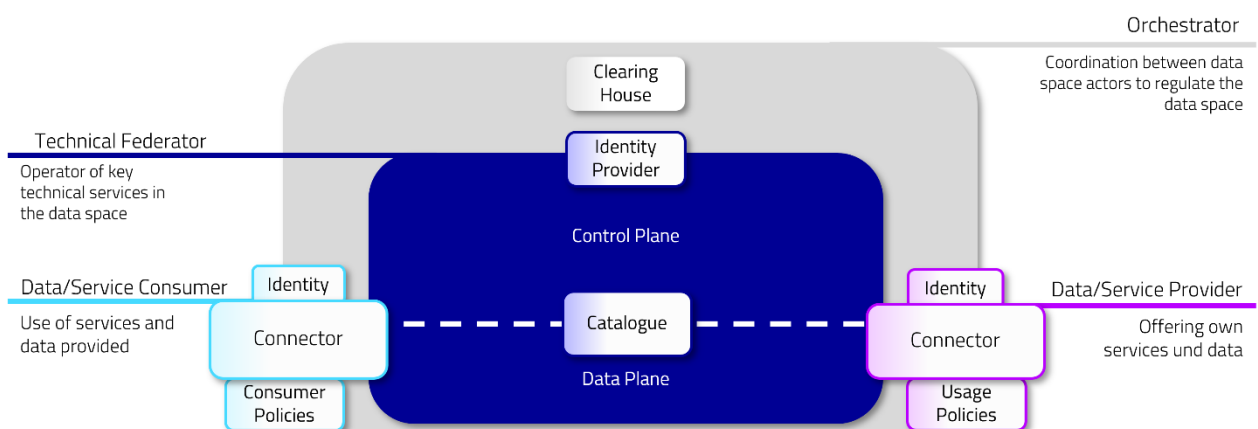 Orchestrator
Coordination between data
space actors to regulate the
data space
Clearing
House
Technical Federator
Operator of key
technical services in
the data space
Identity
Provider
Control Plane
Data/Service Consumer
Use of services and
data provided
Identity
Connector
Consumer
Policies
Catalogue
Data Plane
Identity
Connector
Usage
Policies
Data/Service Provider
Offering own
services und data